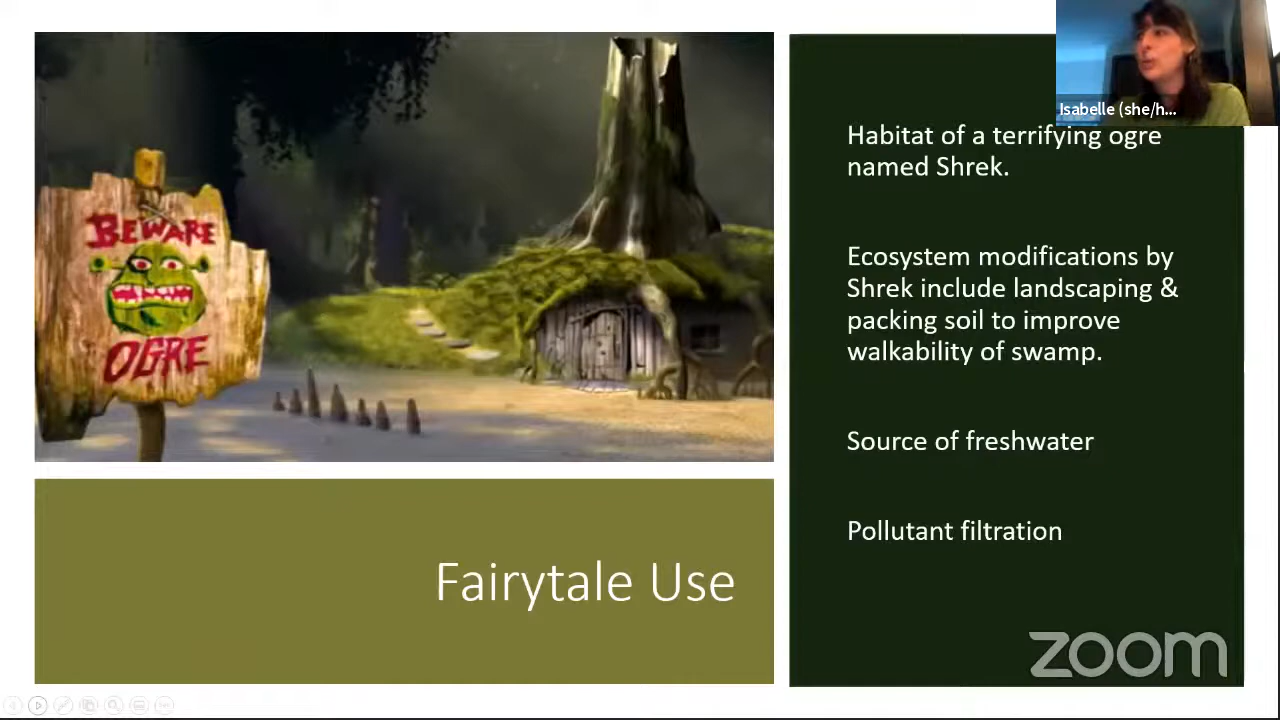 BEWARE
OGRE
Isabelle (she/h...
Habitat of a terrifying ogre
named Shrek.
Ecosystem modifications by
Shrek include landscaping &
packing soil to improve
walkability of swamp.
Source of freshwater
Pollutant filtration
Fairytale Use
zoom